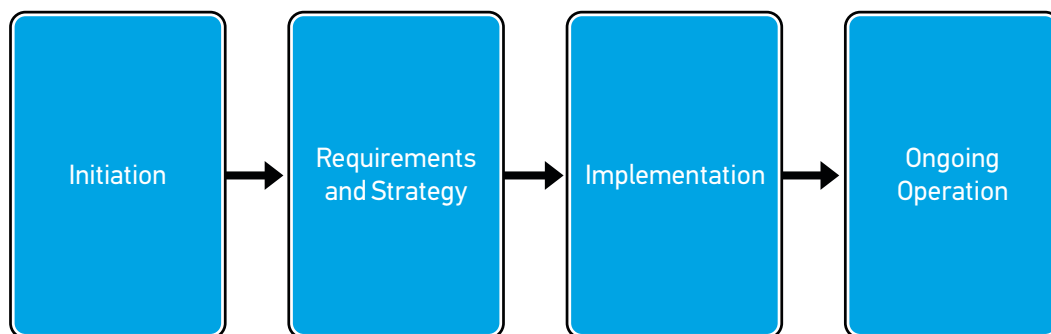 Initiation
Requirements
and Strategy
Implementation
Ongoing
Operation